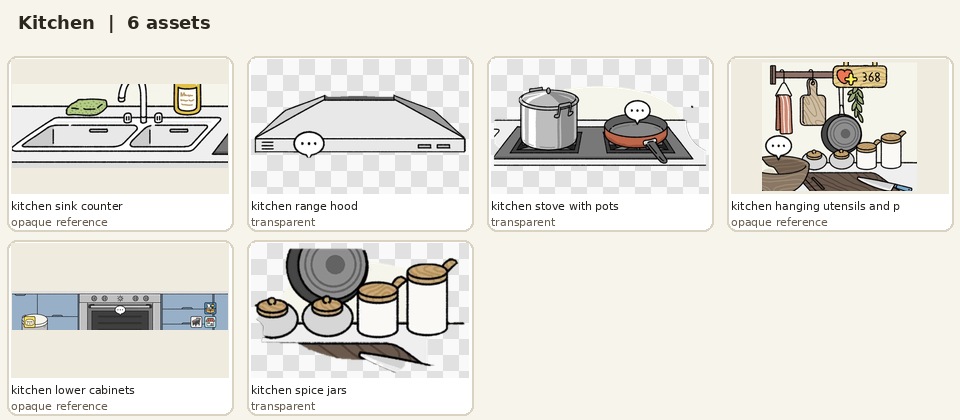 Kitchen | 6 assets
368
kitchen sink counter
opaque reference
kitchen range hood
transparent
kitchen stove with pots
transparent
kitchen hanging utensils and p
opaque reference
kitchen lower cabinets
opaque reference
kitchen spice jars
transparent